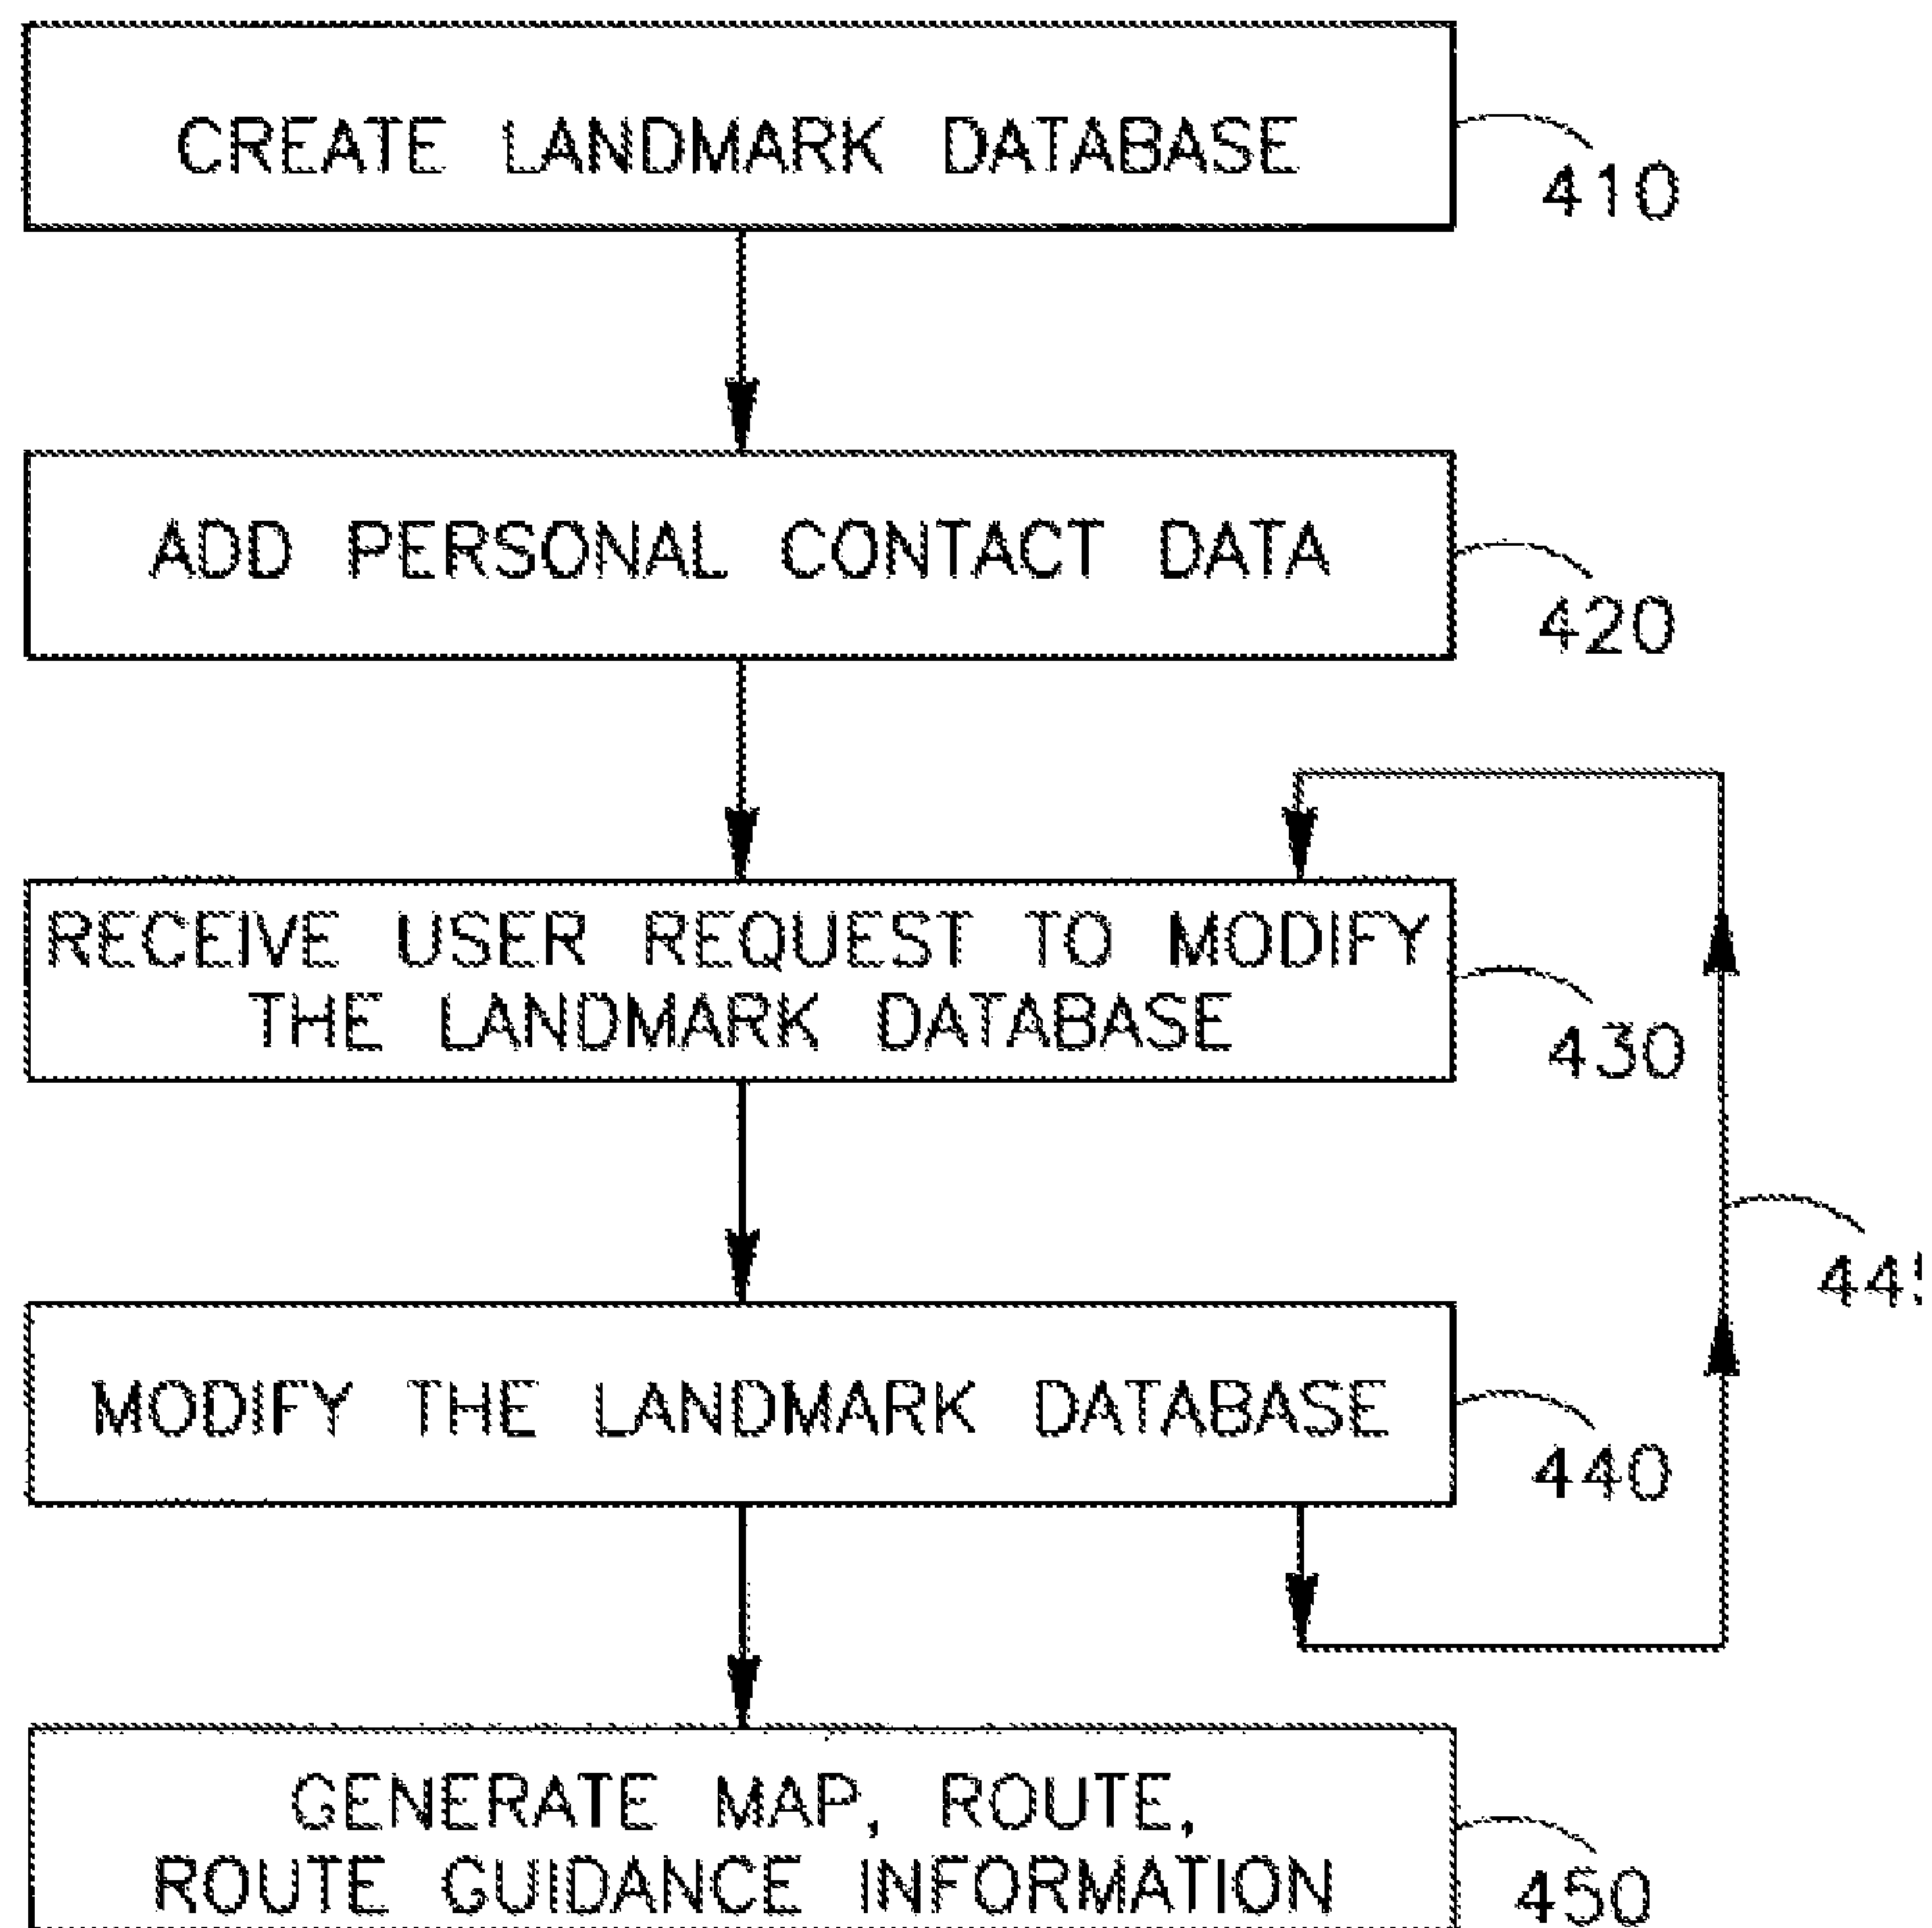 CREATE LANDMARK DATABASE
410
ADD PERSONAL CONTACT DATA
420
RECEIVE USER REQUEST TO MODIFY
THE LANDMARK DATABASE
430
MODIFY THE LANDMARK DATABASE
440
GENERATE MAP, ROUTE,
ROUTE GUIDANCE INFORMATION
450